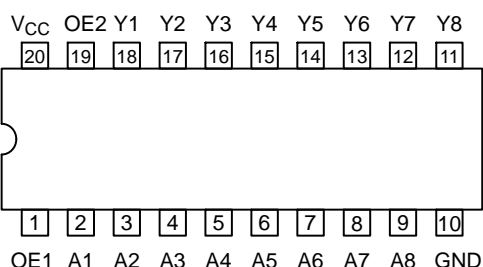 VCC OE2 Y1 Y2 Y3 Y4 Y5 Y6 Y7 Y8
20 19 18 17 16 15 14 13 12 11
1 2 3 4 5 6 7 8 9 10
OE1 A1 A2 A3 A4 A5 A6 A7 A8 GND